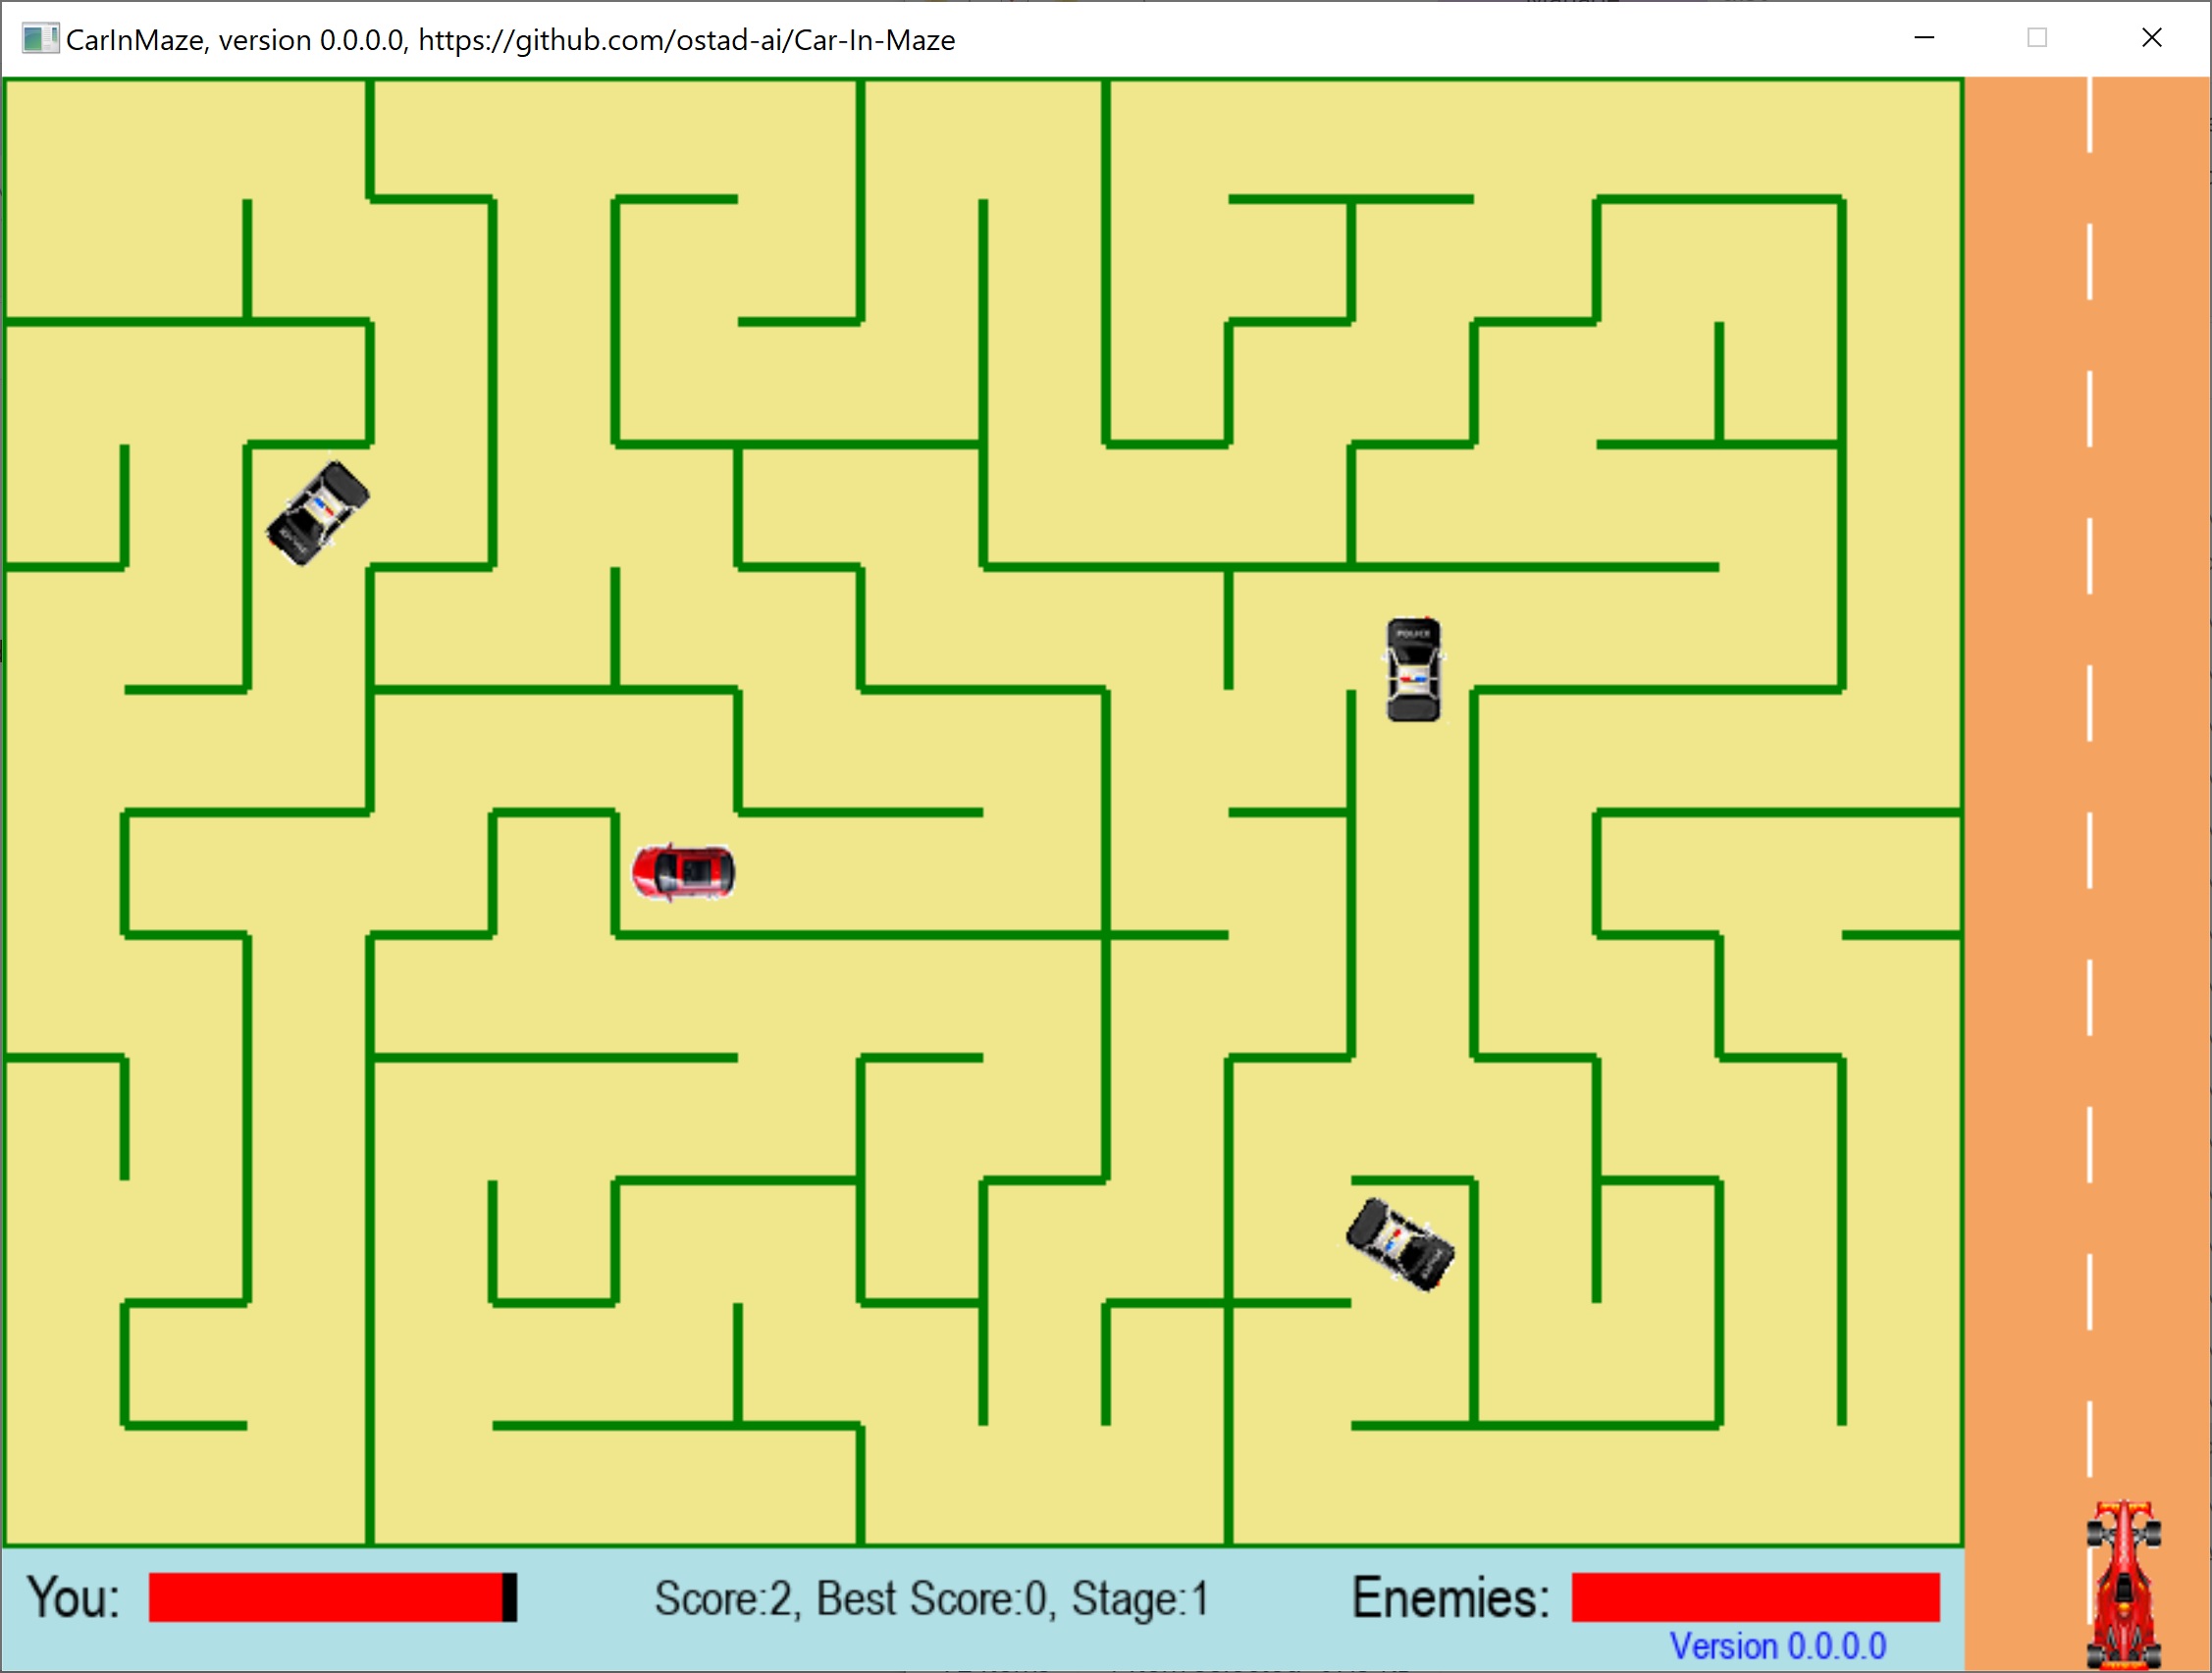 CarInMaze, version 0.0.0.0, https://github.com/ostad-ai/Car-In-Maze
POLICE
You:
Score:2, Best Score:0, Stage:1
Enemies:
Version 0.0.0.0